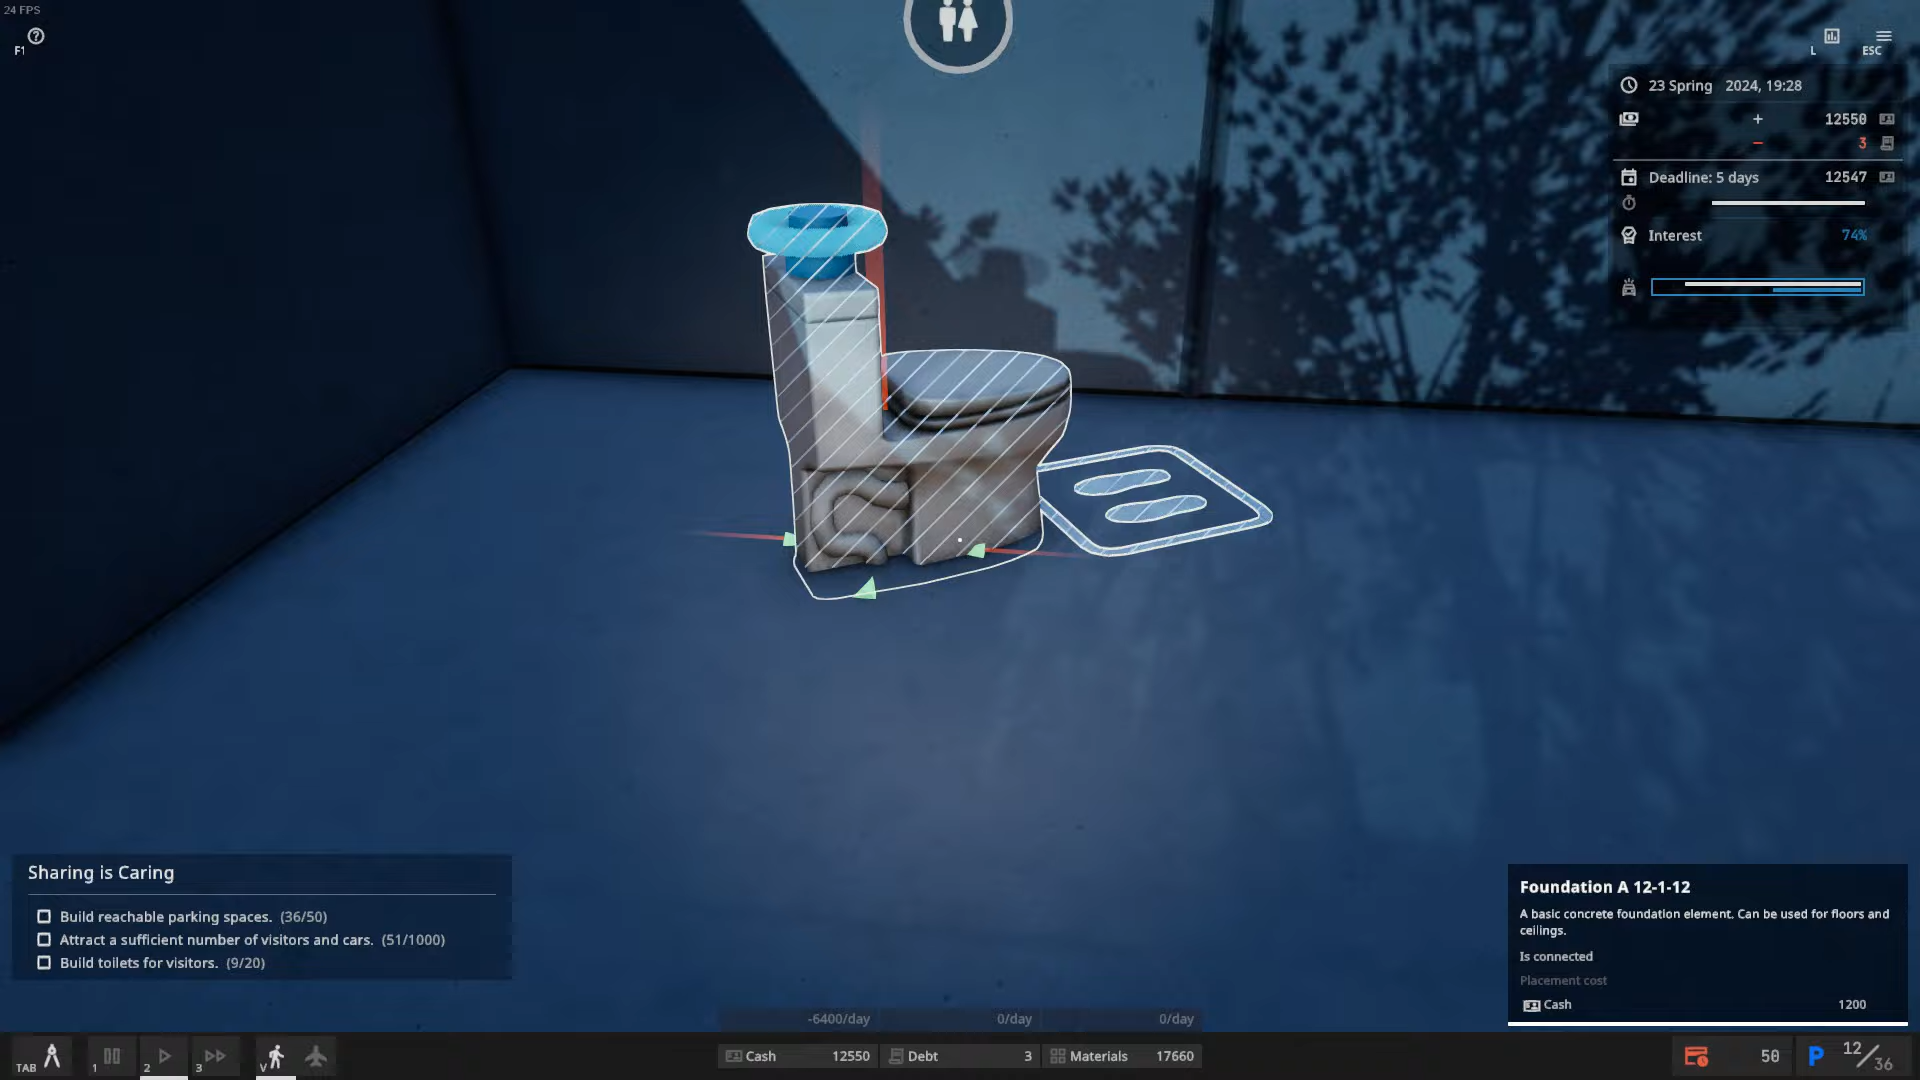 24 FPS
F1
L
ESC
23 Spring 2024, 19:28
+ 12550
- 3
Deadline: 5 days 12547
Interest 74%
Sharing is Caring
Build reachable parking spaces. (36/50)
Attract a sufficient number of visitors and cars. (51/1000)
Build toilets for visitors. (9/20)
Foundation A 12-1-12
A basic concrete foundation element. Can be used for floors and
ceilings.
Is connected
Placement cost
Cash 1200
-6400/day 0/day 0/day
TAB 1 2 3 V
Cash 12550 Debt 3 Materials 17660
50 P 12/36